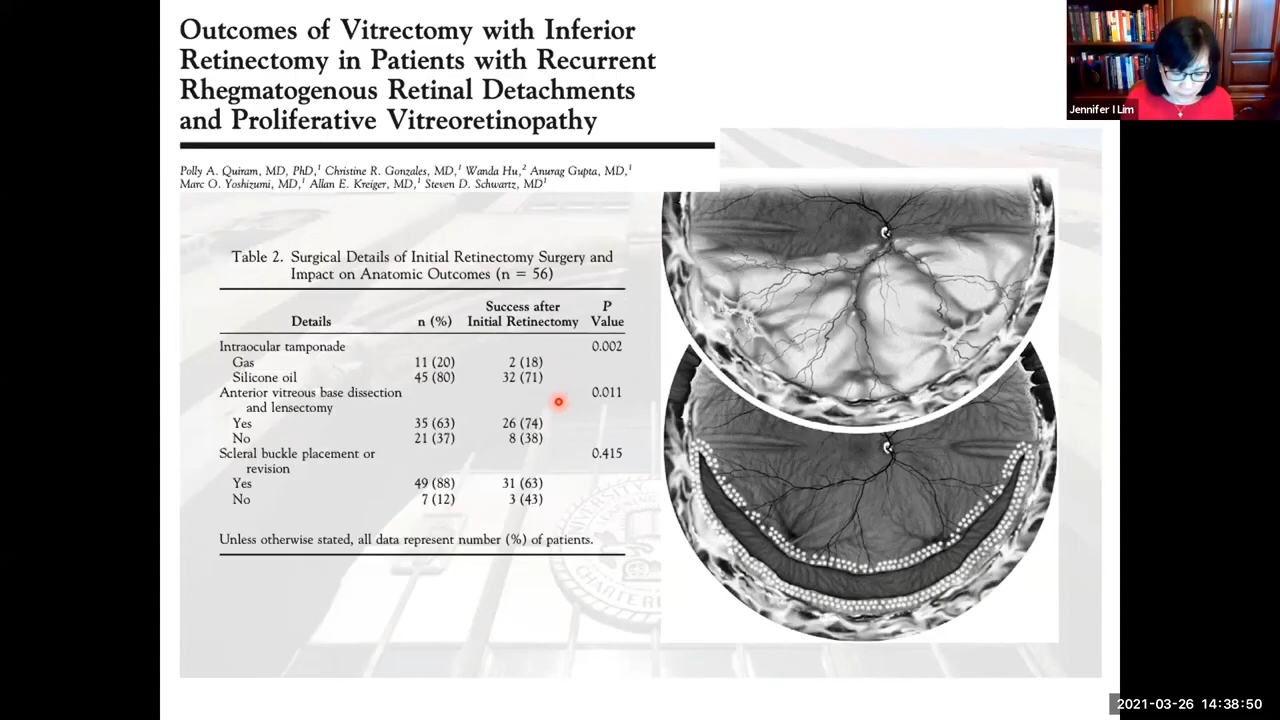 Outcomes of Vitrectomy with Inferior
Retinectomy in Patients with Recurrent
Rhegmatogenous Retinal Detachments
and Proliferative Vitreoretinopathy
Polly A. Quiram, MD, PhD,1 Christine R. Gonzales, MD,1 Wanda Hu,2 Anurag Gupta, MD,1
Marc O. Yoshizumi, MD,1 Allan E. Kreiger, MD,1 Steven D. Schwartz, MD1
Jennifer I Lim
Table 2. Surgical Details of Initial Retinectomy Surgery and
Impact on Anatomic Outcomes (n = 56)
Details n (%) Success after Initial Retinectomy P Value
Intraocular tamponade 0.002
Gas 11 (20) 2 (18)
Silicone oil 45 (80) 32 (71)
Anterior vitreous base dissection 0.011
and lensectomy
Yes 35 (63) 26 (74)
No 21 (37) 8 (38)
Scleral buckle placement or 0.415
revision
Yes 49 (88) 31 (63)
No 7 (12) 3 (43)
Unless otherwise stated, all data represent number (%) of patients.
2021-03-26 14:38:50